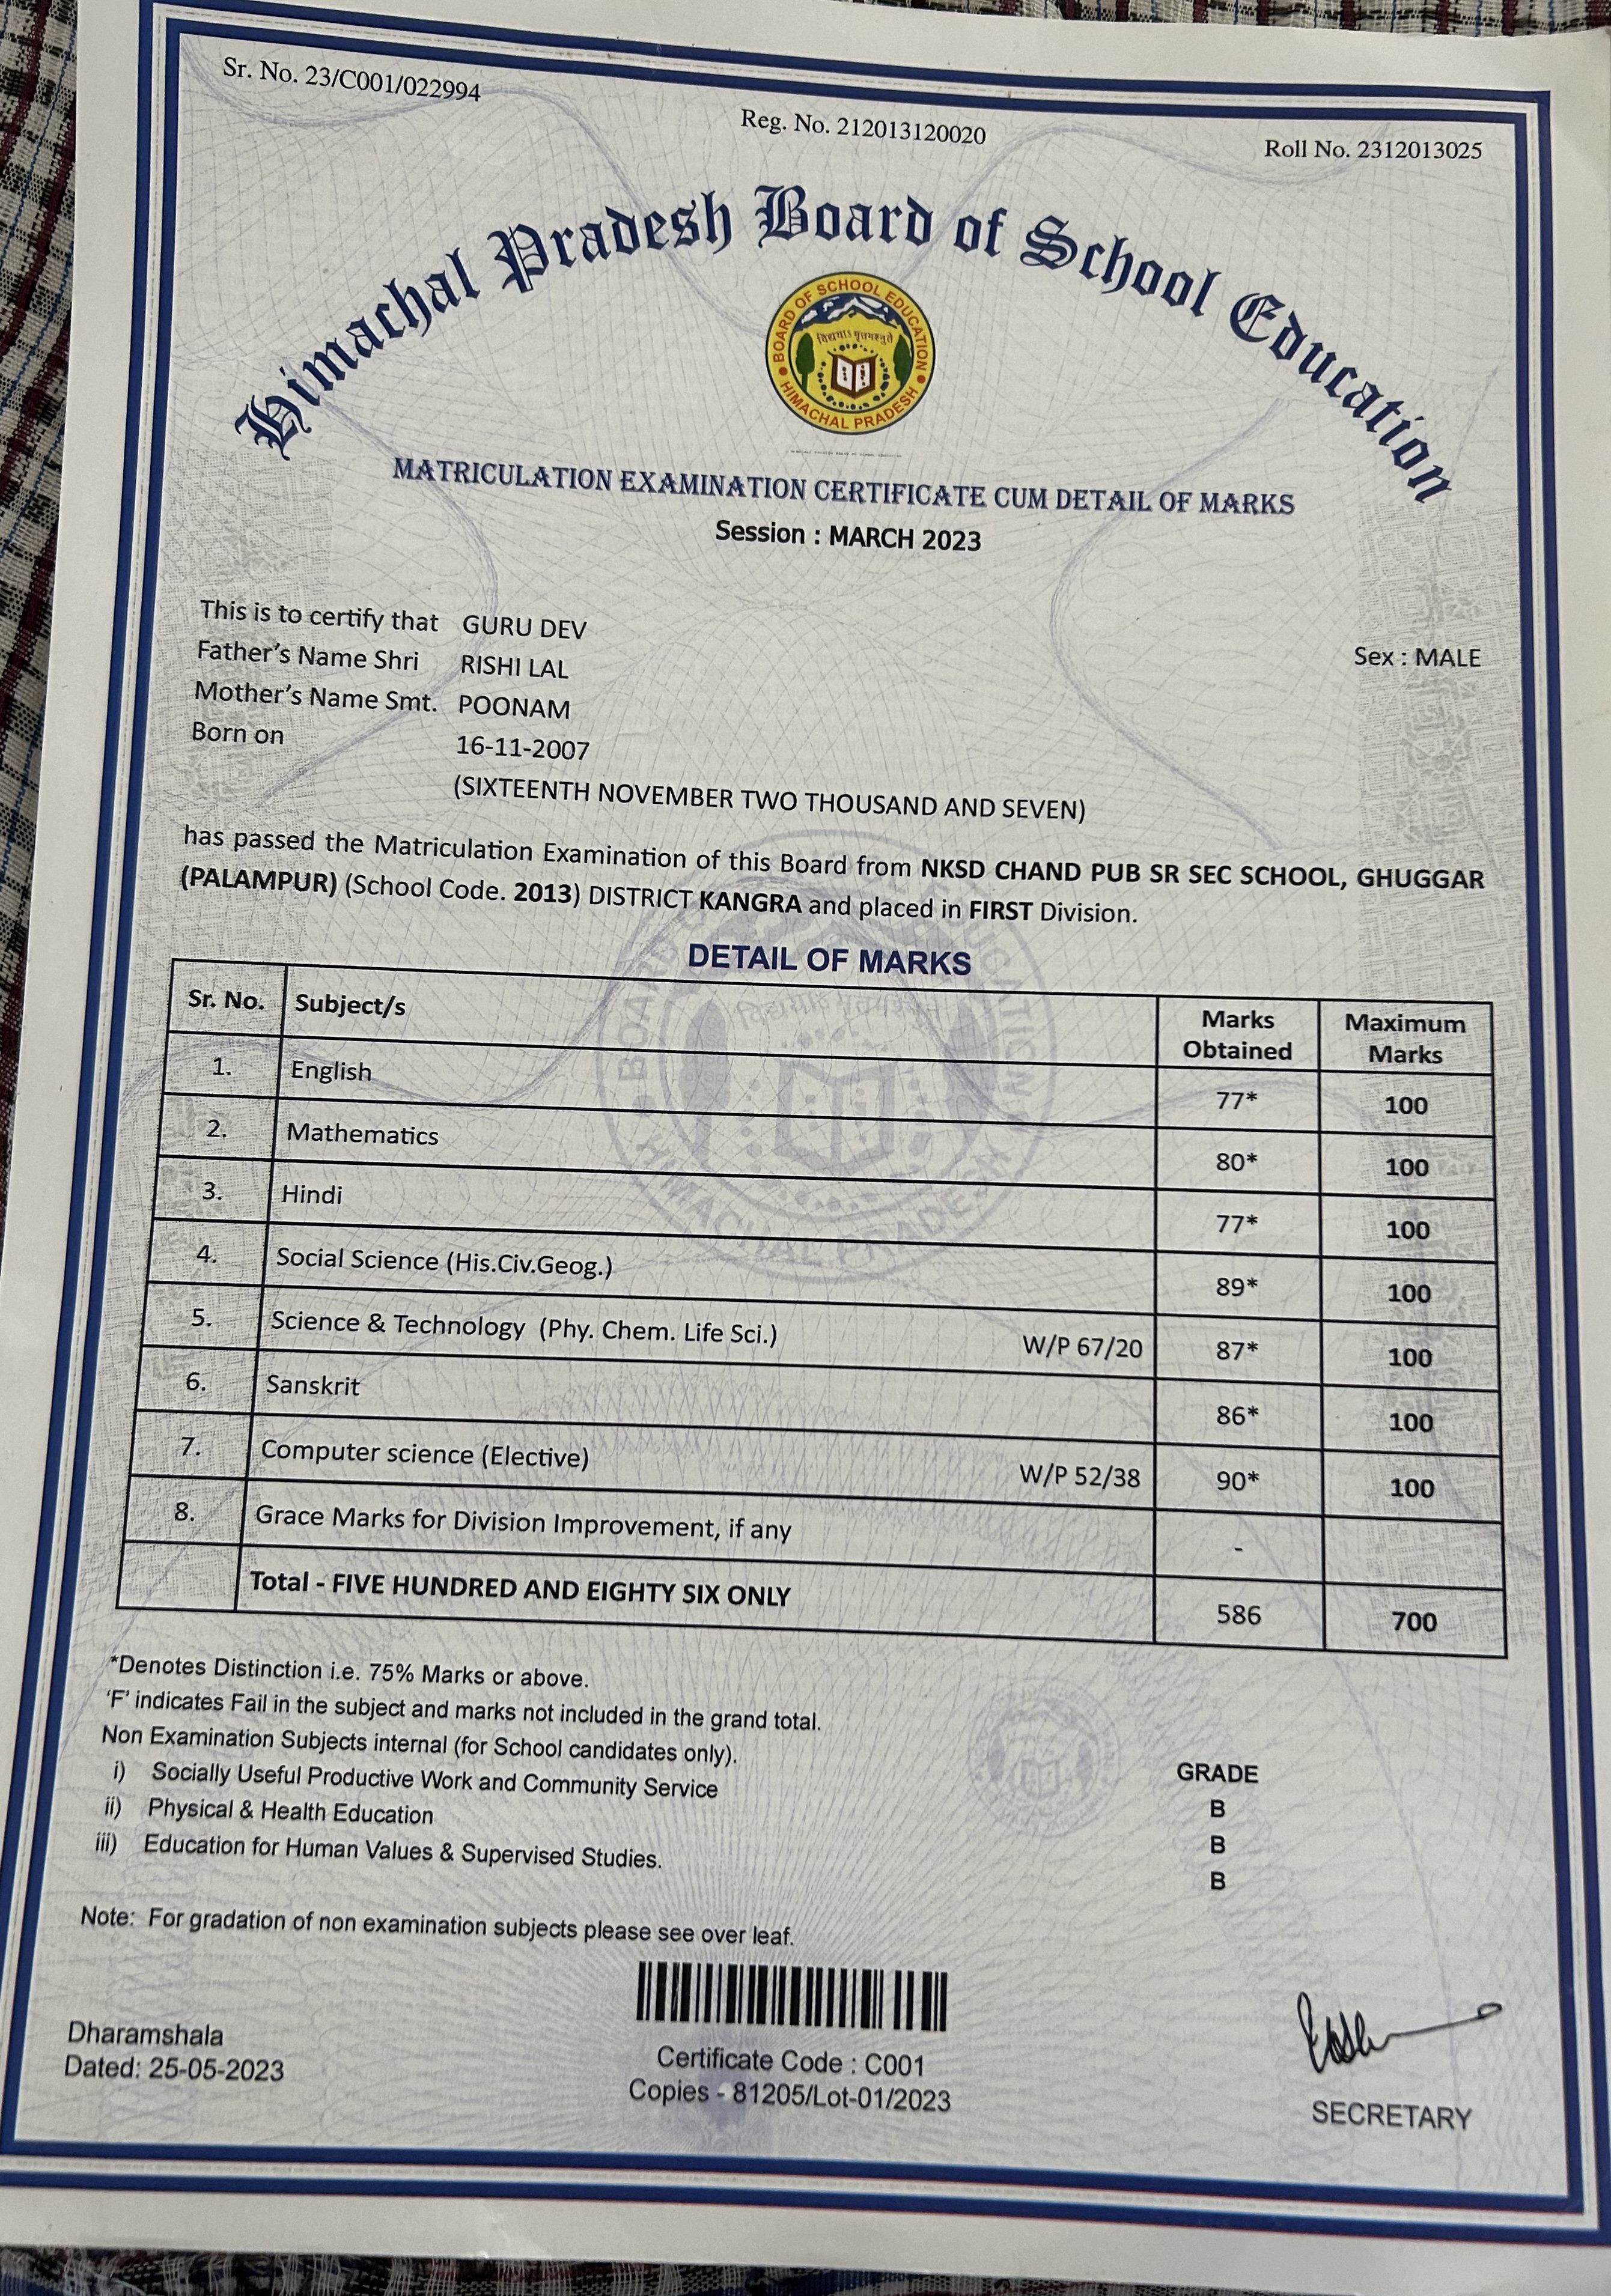 Sr. No. 23/C001/022994
Reg. No. 212013120020
Roll No. 2312013025
Himachal Pradesh Board of School Education
BOARD OF SCHOOL EDUCATION
HIMACHAL PRADESH
MATRICULATION EXAMINATION CERTIFICATE CUM DETAIL OF MARKS
Session : MARCH 2023
This is to certify that GURU DEV
Sex : MALE
Father's Name Shri RISHI LAL
Mother's Name Smt. POONAM
Born on 16-11-2007
(SIXTEENTH NOVEMBER TWO THOUSAND AND SEVEN)
has passed the Matriculation Examination of this Board from NKSD CHAND PUB SR SEC SCHOOL, GHUGGAR
(PALAMPUR) (School Code. 2013) DISTRICT KANGRA and placed in FIRST Division.
DETAIL OF MARKS
Sr. No. Subject/s Marks Obtained Maximum Marks
1. English 77* 100
2. Mathematics 80* 100
3. Hindi 77* 100
4. Social Science (His.Civ.Geog.) 89* 100
5. Science & Technology (Phy. Chem. Life Sci.) W/P 67/20 87* 100
6. Sanskrit 86* 100
7. Computer science (Elective) W/P 52/38 90* 100
8. Grace Marks for Division Improvement, if any -
Total - FIVE HUNDRED AND EIGHTY SIX ONLY 586 700
*Denotes Distinction i.e. 75% Marks or above.
'F' indicates Fail in the subject and marks not included in the grand total.
Non Examination Subjects internal (for School candidates only).
GRADE
i) Socially Useful Productive Work and Community Service B
ii) Physical & Health Education B
iii) Education for Human Values & Supervised Studies. B
Note: For gradation of non examination subjects please see over leaf.
Dharamshala
Dated: 25-05-2023
Certificate Code : C001
Copies - 81205/Lot-01/2023
SECRETARY